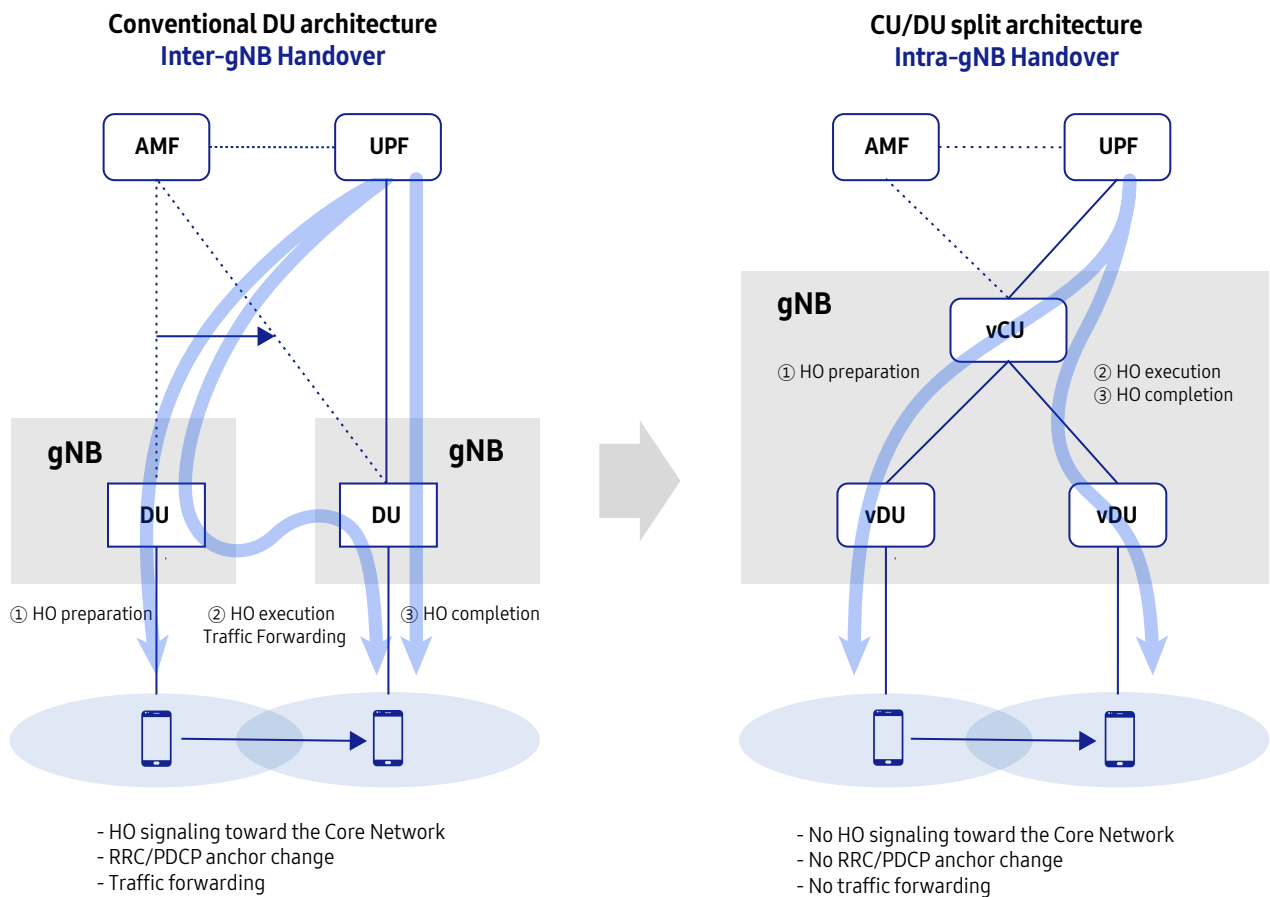 Conventional DU architecture
Inter-gNB Handover
AMF
UPF
gNB
gNB
DU
DU
① HO preparation
② HO execution
Traffic Forwarding
③ HO completion
- HO signaling toward the Core Network
- RRC/PDCP anchor change
- Traffic forwarding
CU/DU split architecture
Intra-gNB Handover
AMF
UPF
gNB
vCU
① HO preparation
② HO execution
③ HO completion
vDU
vDU
- No HO signaling toward the Core Network
- No RRC/PDCP anchor change
- No traffic forwarding